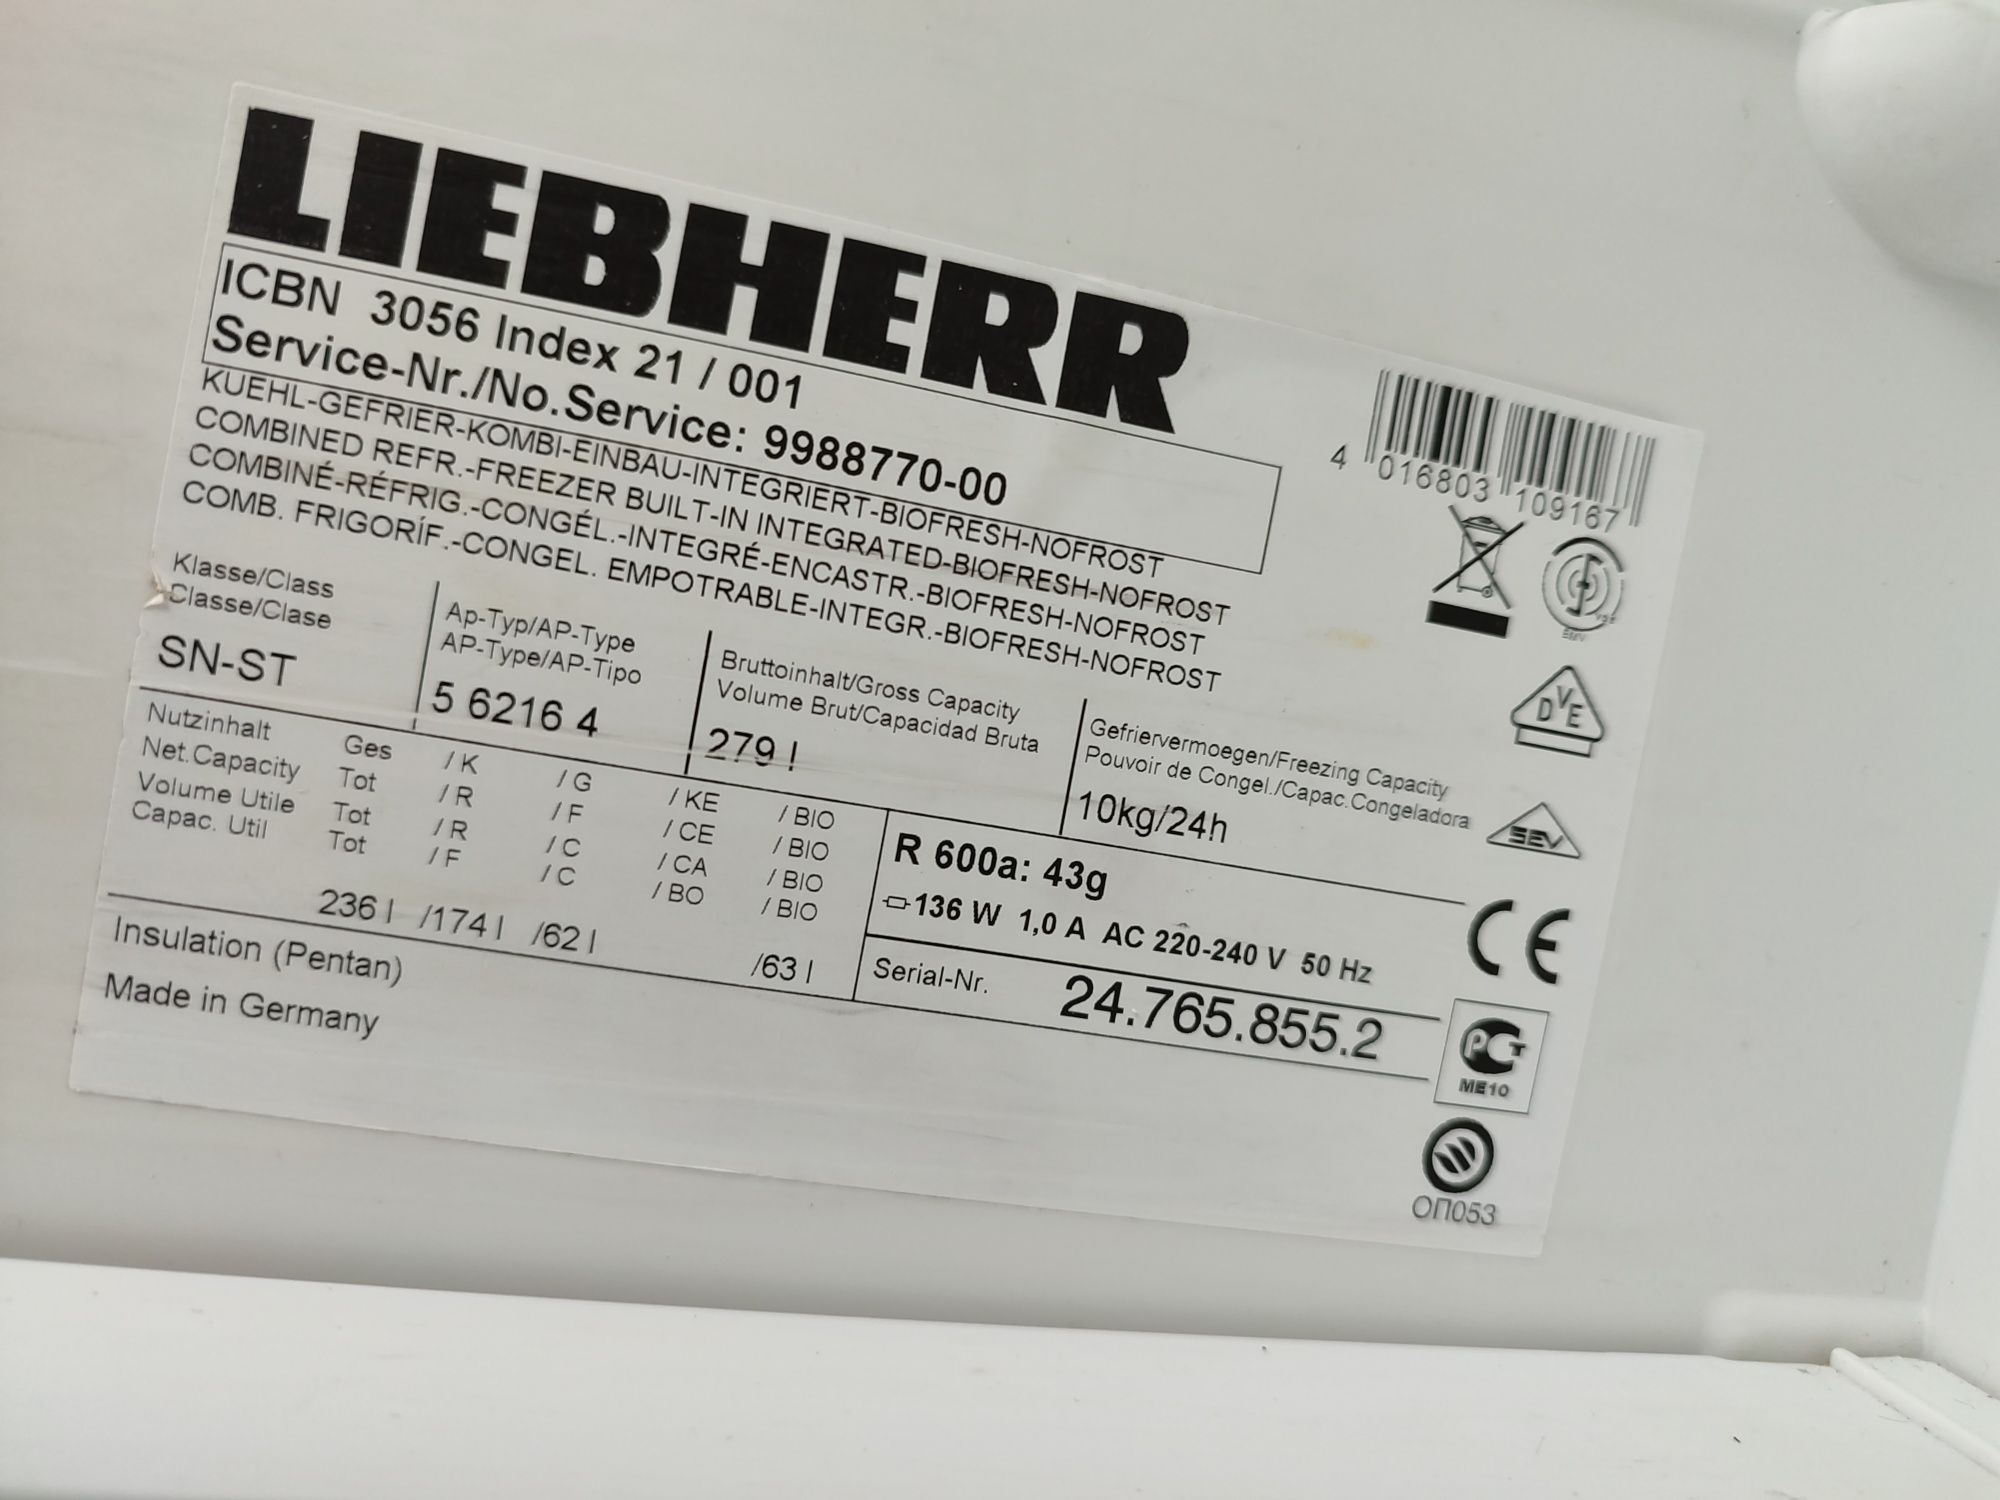 LIEBHERR
ICBN 3056 Index 21 / 001
Service-Nr./No.Service: 9988770-00
KUEHL-GEFRIER-KOMBI-EINBAU-INTEGRIERT-BIOFRESH-NOFROST
COMBINED REFR.-FREEZER BUILT-IN INTEGRATED-BIOFRESH-NOFROST
COMBINÉ-RÉFRIG.-CONGÉL.-INTEGRÉ-ENCASTR.-BIOFRESH-NOFROST
COMB. FRIGORÍF.-CONGEL. EMPOTRABLE-INTEGR.-BIOFRESH-NOFROST
4 016803 109167
Klasse/Class
Classe/Clase
SN-ST
Ap-Typ/AP-Type
AP-Type/AP-Tipo
5 6216 4
Bruttoinhalt/Gross Capacity
Volume Brut/Capacidad Bruta
279 l
Gefriervermoegen/Freezing Capacity
Pouvoir de Congel./Capac.Congeladora
10kg/24h
Nutzinhalt Ges / K / G / KE / BIO
Net.Capacity Tot / R / F / CE / BIO
Volume Utile Tot / R / C / CA / BIO
Capac. Util Tot / F / C / BO / BIO
236 l /174 l /62 l /63 l
R 600a: 43g
136 W 1,0 A AC 220-240 V 50 Hz
Serial-Nr. 24.765.855.2
Insulation (Pentan)
Made in Germany
DVE
SEV
CE
PCT
ME10
ОП053